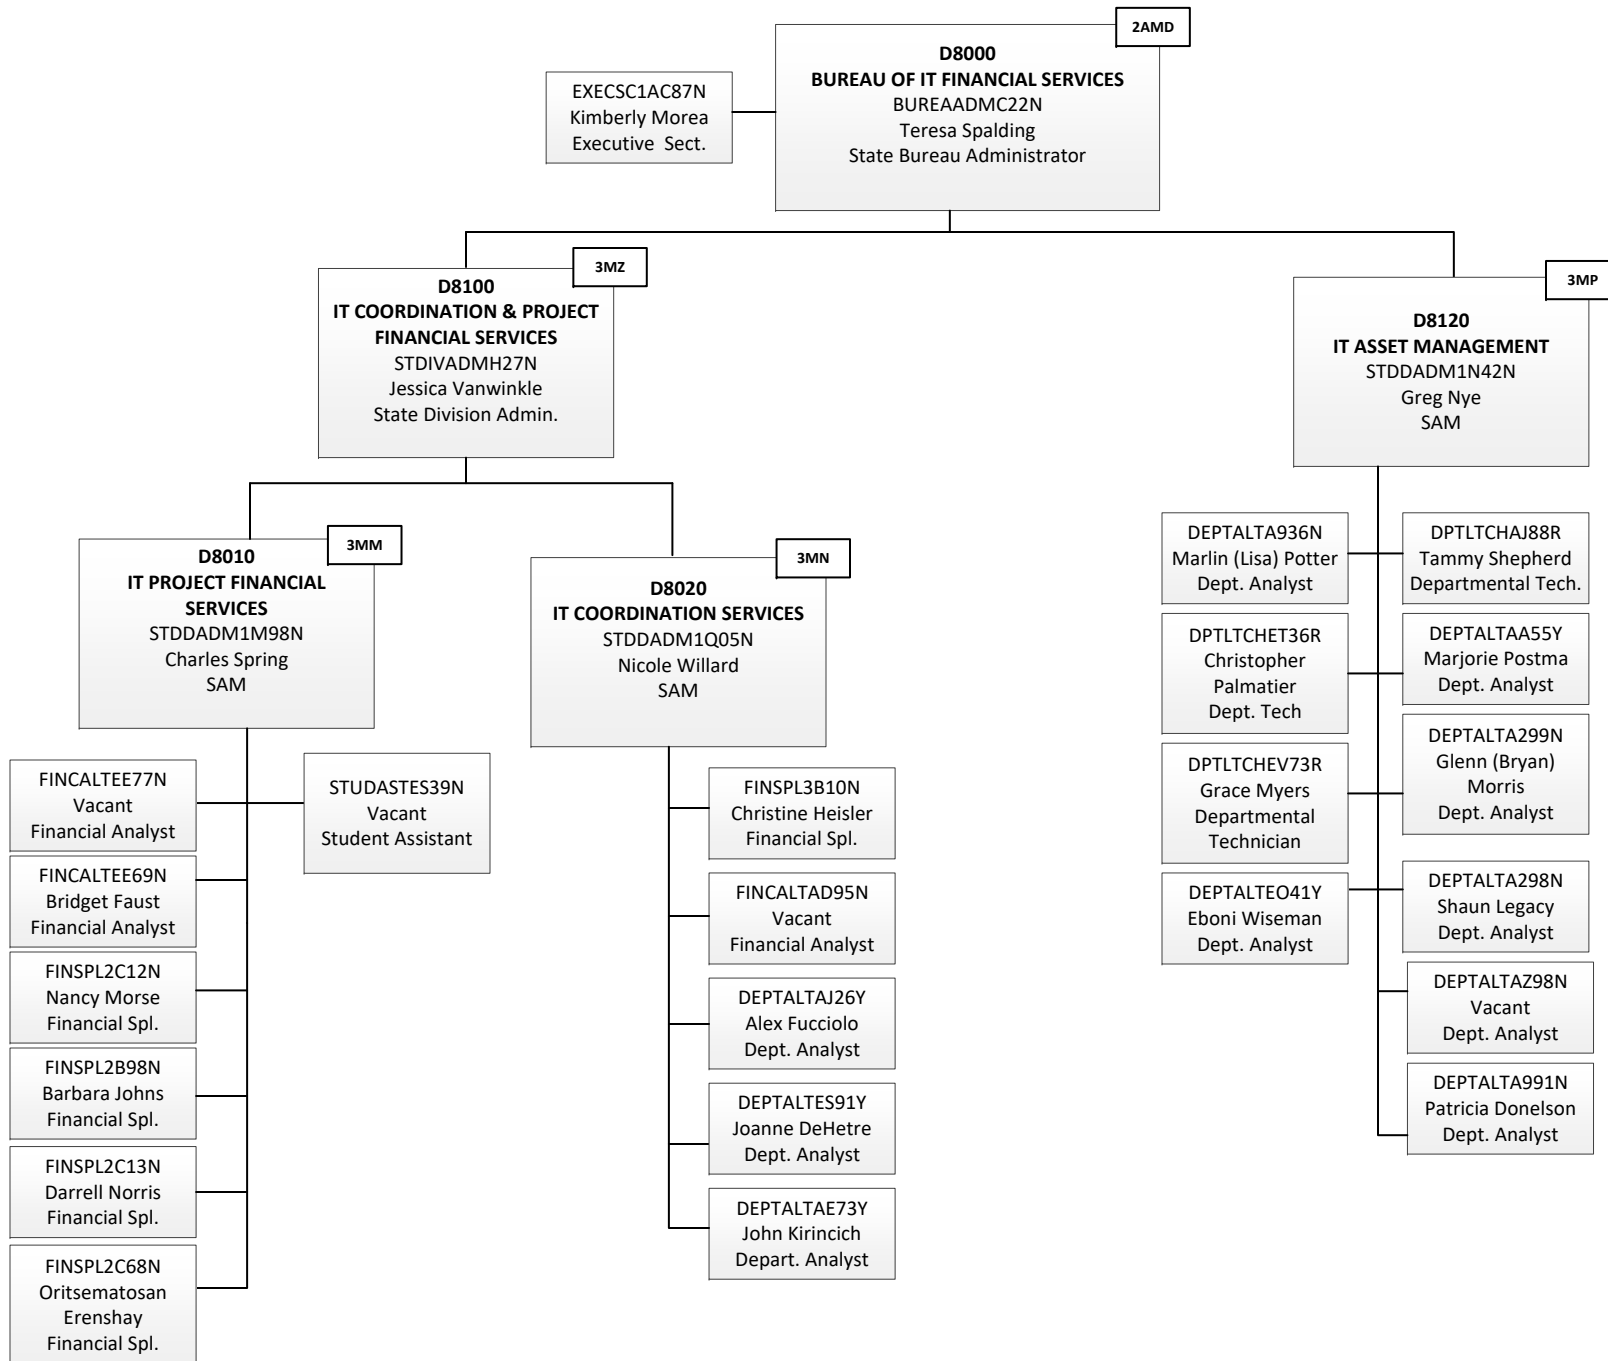 2AMD
D8000
BUREAU OF IT FINANCIAL SERVICES
BUREAADMC22N
Teresa Spalding
State Bureau Administrator
EXECSC1AC87N
Kimberly Morea
Executive Sect.
3MZ
D8100
IT COORDINATION & PROJECT
FINANCIAL SERVICES
STDIVADMH27N
Jessica Vanwinkle
State Division Admin.
3MP
D8120
IT ASSET MANAGEMENT
STDDADM1N42N
Greg Nye
SAM
3MM
D8010
IT PROJECT FINANCIAL
SERVICES
STDDADM1M98N
Charles Spring
SAM
3MN
D8020
IT COORDINATION SERVICES
STDDADM1Q05N
Nicole Willard
SAM
FINCALTEE77N
Vacant
Financial Analyst
STUDASTES39N
Vacant
Student Assistant
FINCALTEE69N
Bridget Faust
Financial Analyst
FINSPL2C12N
Nancy Morse
Financial Spl.
FINSPL2B98N
Barbara Johns
Financial Spl.
FINSPL2C13N
Darrell Norris
Financial Spl.
FINSPL2C68N
Oritsematosan
Erenshay
Financial Spl.
FINSPL3B10N
Christine Heisler
Financial Spl.
FINCALTAD95N
Vacant
Financial Analyst
DEPTALTAJ26Y
Alex Fucciolo
Dept. Analyst
DEPTALTES91Y
Joanne DeHetre
Dept. Analyst
DEPTALTAE73Y
John Kirincich
Depart. Analyst
DEPTALTA936N
Marlin (Lisa) Potter
Dept. Analyst
DPTLTCHAJ88R
Tammy Shepherd
Departmental Tech.
DPTLTCHET36R
Christopher
Palmatier
Dept. Tech
DEPTALTAA55Y
Marjorie Postma
Dept. Analyst
DPTLTCHEV73R
Grace Myers
Departmental
Technician
DEPTALTA299N
Glenn (Bryan)
Morris
Dept. Analyst
DEPTALTEO41Y
Eboni Wiseman
Dept. Analyst
DEPTALTA298N
Shaun Legacy
Dept. Analyst
DEPTALTAZ98N
Vacant
Dept. Analyst
DEPTALTA991N
Patricia Donelson
Dept. Analyst